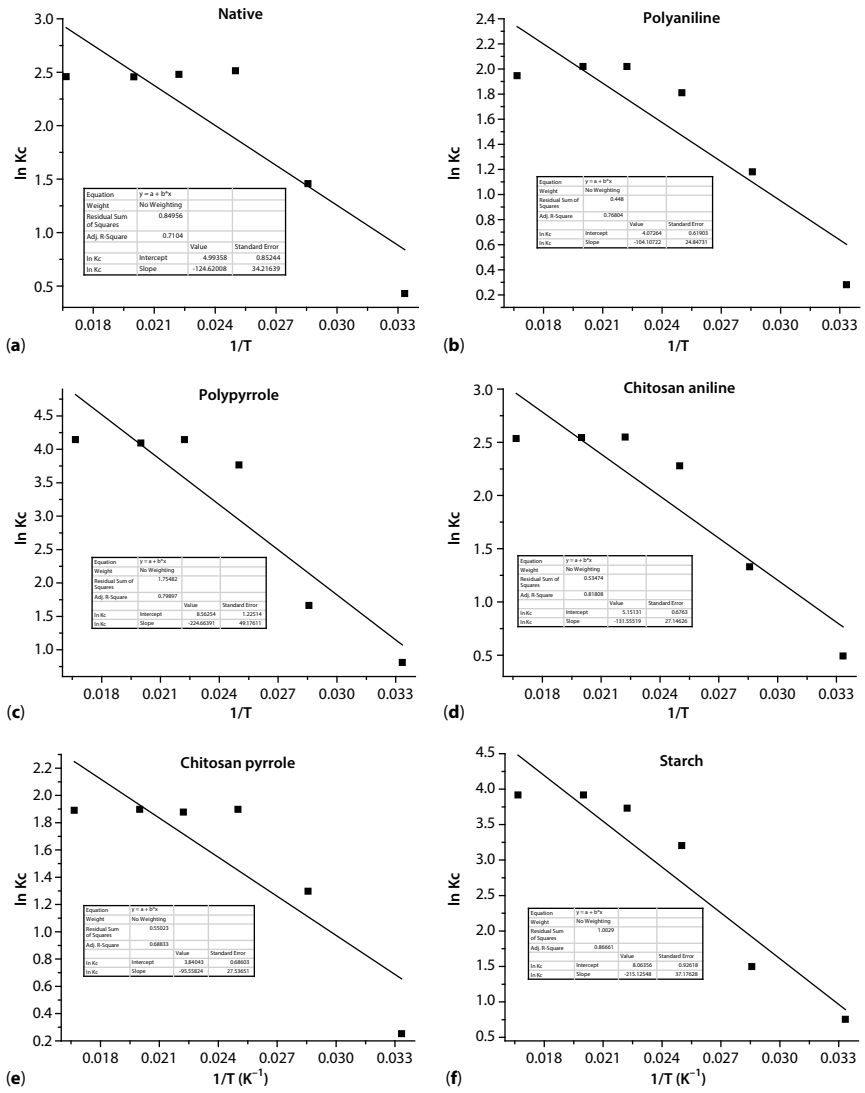 Native
3.0
2.5
2.0
1.5
1.0
0.5
ln Kc
0.018 0.021 0.024 0.027 0.030 0.033
1/T
(a)
Equation y = a + b*x
Weight No Weighting
Residual Sum of Squares 0.84956
Adj. R-Square 0.7104
Value Standard Error
ln Kc Intercept 4.99358 0.85244
ln Kc Slope -124.62008 34.21639
Polyaniline
2.4
2.2
2.0
1.8
1.6
1.4
1.2
1.0
0.8
0.6
0.4
0.2
ln Kc
0.018 0.021 0.024 0.027 0.030 0.033
1/T
(b)
Equation y = a + b*x
Weight No Weighting
Residual Sum of Squares 0.448
Adj. R-Square 0.76804
Value Standard Error
ln Kc Intercept 4.07264 0.61903
ln Kc Slope -104.10722 24.84731
Polypyrrole
4.5
4.0
3.5
3.0
2.5
2.0
1.5
1.0
ln Kc
0.018 0.021 0.024 0.027 0.030 0.033
1/T
(c)
Equation y = a + b*x
Weight No Weighting
Residual Sum of Squares 1.75482
Adj. R-Square 0.79897
Value Standard Error
ln Kc Intercept 8.56254 1.22514
ln Kc Slope -224.66391 49.17611
Chitosan aniline
3.0
2.5
2.0
1.5
1.0
0.5
ln Kc
0.018 0.021 0.024 0.027 0.030 0.033
1/T
(d)
Equation y = a + b*x
Weight No Weighting
Residual Sum of Squares 0.53474
Adj. R-Square 0.81808
Value Standard Error
ln Kc Intercept 5.15131 0.6763
ln Kc Slope -131.55519 27.14626
Chitosan pyrrole
2.2
2.0
1.8
1.6
1.4
1.2
1.0
0.8
0.6
0.4
0.2
ln Kc
0.018 0.021 0.024 0.027 0.030 0.033
1/T (K⁻¹)
(e)
Equation y = a + b*x
Weight No Weighting
Residual Sum of Squares 0.55023
Adj. R-Square 0.68833
Value Standard Error
ln Kc Intercept 3.84043 0.68603
ln Kc Slope -95.55824 27.53651
Starch
4.5
4.0
3.5
3.0
2.5
2.0
1.5
1.0
0.5
ln Kc
0.018 0.021 0.024 0.027 0.030 0.033
1/T (K⁻¹)
(f)
Equation y = a + b*x
Weight No Weighting
Residual Sum of Squares 1.0029
Adj. R-Square 0.86661
Value Standard Error
ln Kc Intercept 8.06356 0.92618
ln Kc Slope -215.12548 37.17628